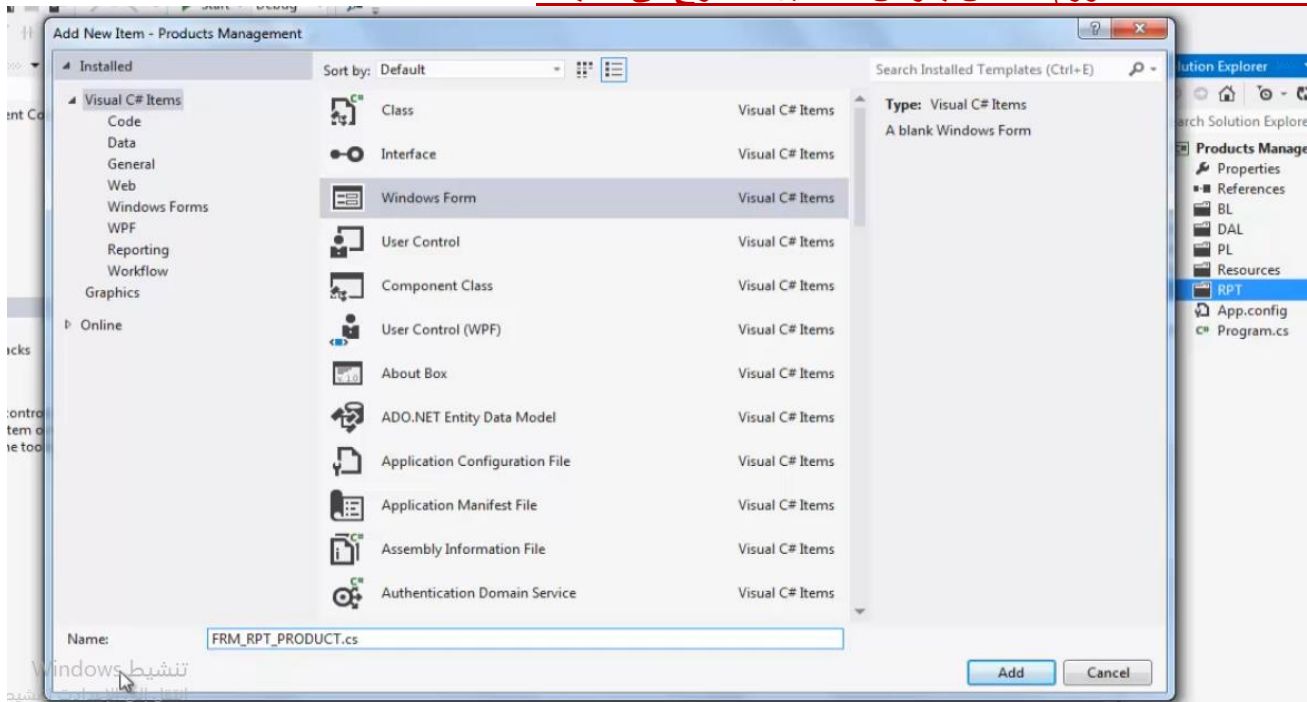 Start
Debug
Add New Item - Products Management
Installed
Sort by: Default
Search Installed Templates (Ctrl+E)
Visual C# Items
Code
Data
General
Web
Windows Forms
WPF
Reporting
Workflow
Graphics
Online
Class Visual C# Items
Interface Visual C# Items
Windows Form Visual C# Items
User Control Visual C# Items
Component Class Visual C# Items
User Control (WPF) Visual C# Items
About Box Visual C# Items
ADO.NET Entity Data Model Visual C# Items
Application Configuration File Visual C# Items
Application Manifest File Visual C# Items
Assembly Information File Visual C# Items
Authentication Domain Service Visual C# Items
Type: Visual C# Items
A blank Windows Form
Name: FRM_RPT_PRODUCT.cs
Add Cancel
تنشيط Windows
lution Explorer
arch Solution Explore
Products Manage
Properties
References
BL
DAL
PL
Resources
RPT
App.config
Program.cs